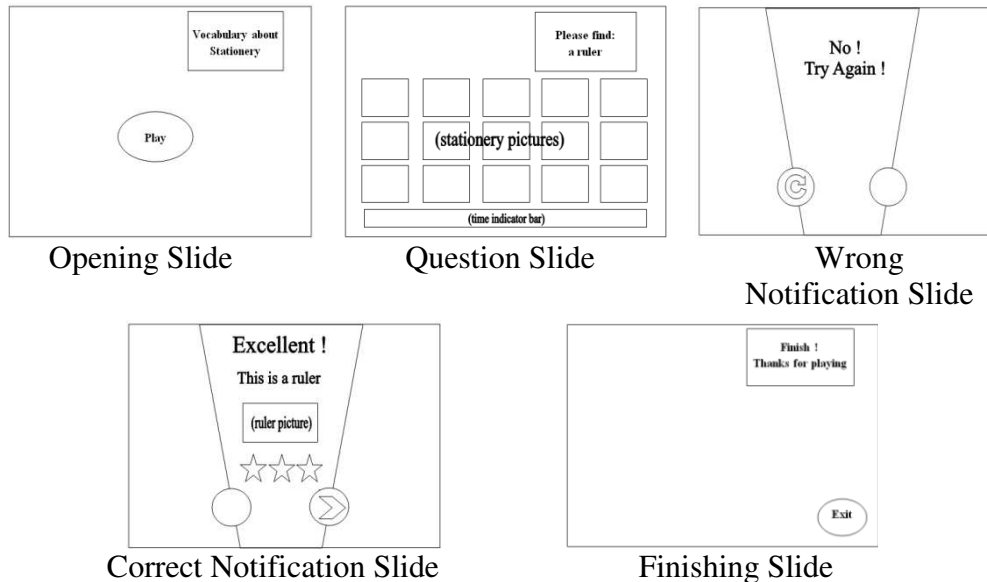 Vocabulary about
Stationery
Play
Opening Slide
Please find:
a ruler
(stationery pictures)
(time indicator bar)
Question Slide
No !
Try Again !
Wrong
Notification Slide
Excellent !
This is a ruler
(ruler picture)
Correct Notification Slide
Finish !
Thanks for playing
Exit
Finishing Slide